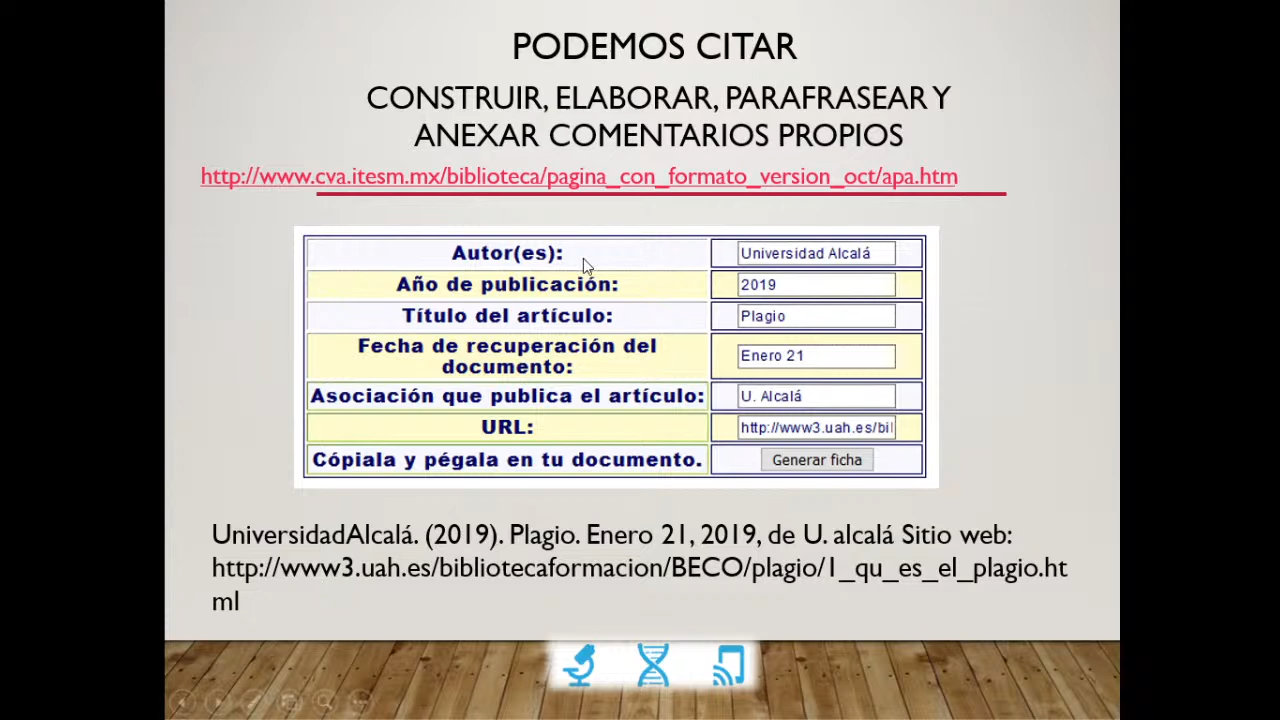 PODEMOS CITAR
CONSTRUIR, ELABORAR, PARAFRASEAR Y
ANEXAR COMENTARIOS PROPIOS
http://www.cva.itesm.mx/biblioteca/pagina_con_formato_version_oct/apa.htm
Autor(es): Universidad Alcalá
Año de publicación: 2019
Título del artículo: Plagio
Fecha de recuperación del
documento: Enero 21
Asociación que publica el artículo: U. Alcalá
URL: http://www3.uah.es/bil
Cópiala y pégala en tu documento. Generar ficha
UniversidadAlcalá. (2019). Plagio. Enero 21, 2019, de U. alcalá Sitio web:
http://www3.uah.es/bibliotecaformacion/BECO/plagio/1_qu_es_el_plagio.ht
ml